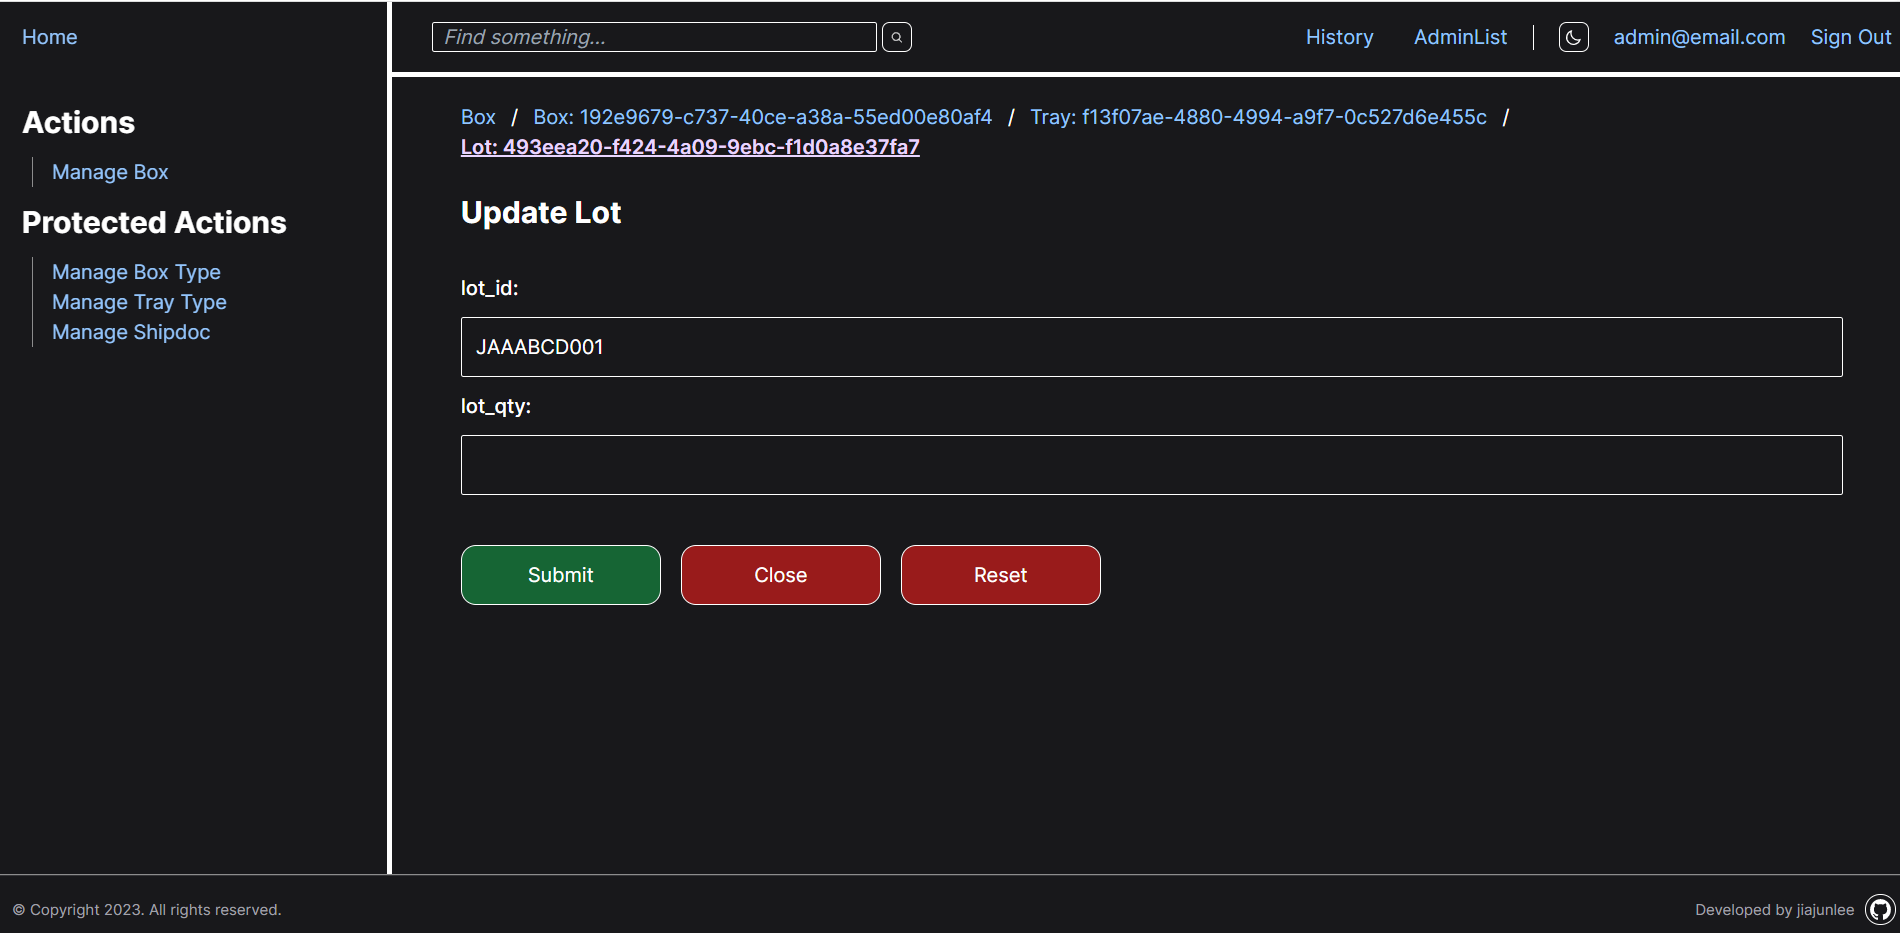 Home
Find something...
History
AdminList
admin@email.com
Sign Out
Actions
Manage Box
Protected Actions
Manage Box Type
Manage Tray Type
Manage Shipdoc
Box / Box: 192e9679-c737-40ce-a38a-55ed00e80af4 / Tray: f13f07ae-4880-4994-a9f7-0c527d6e455c /
Lot: 493eea20-f424-4a09-9ebc-f1d0a8e37fa7
Update Lot
lot_id:
JAAABCD001
lot_qty:
Submit
Close
Reset
© Copyright 2023. All rights reserved.
Developed by jiajunlee